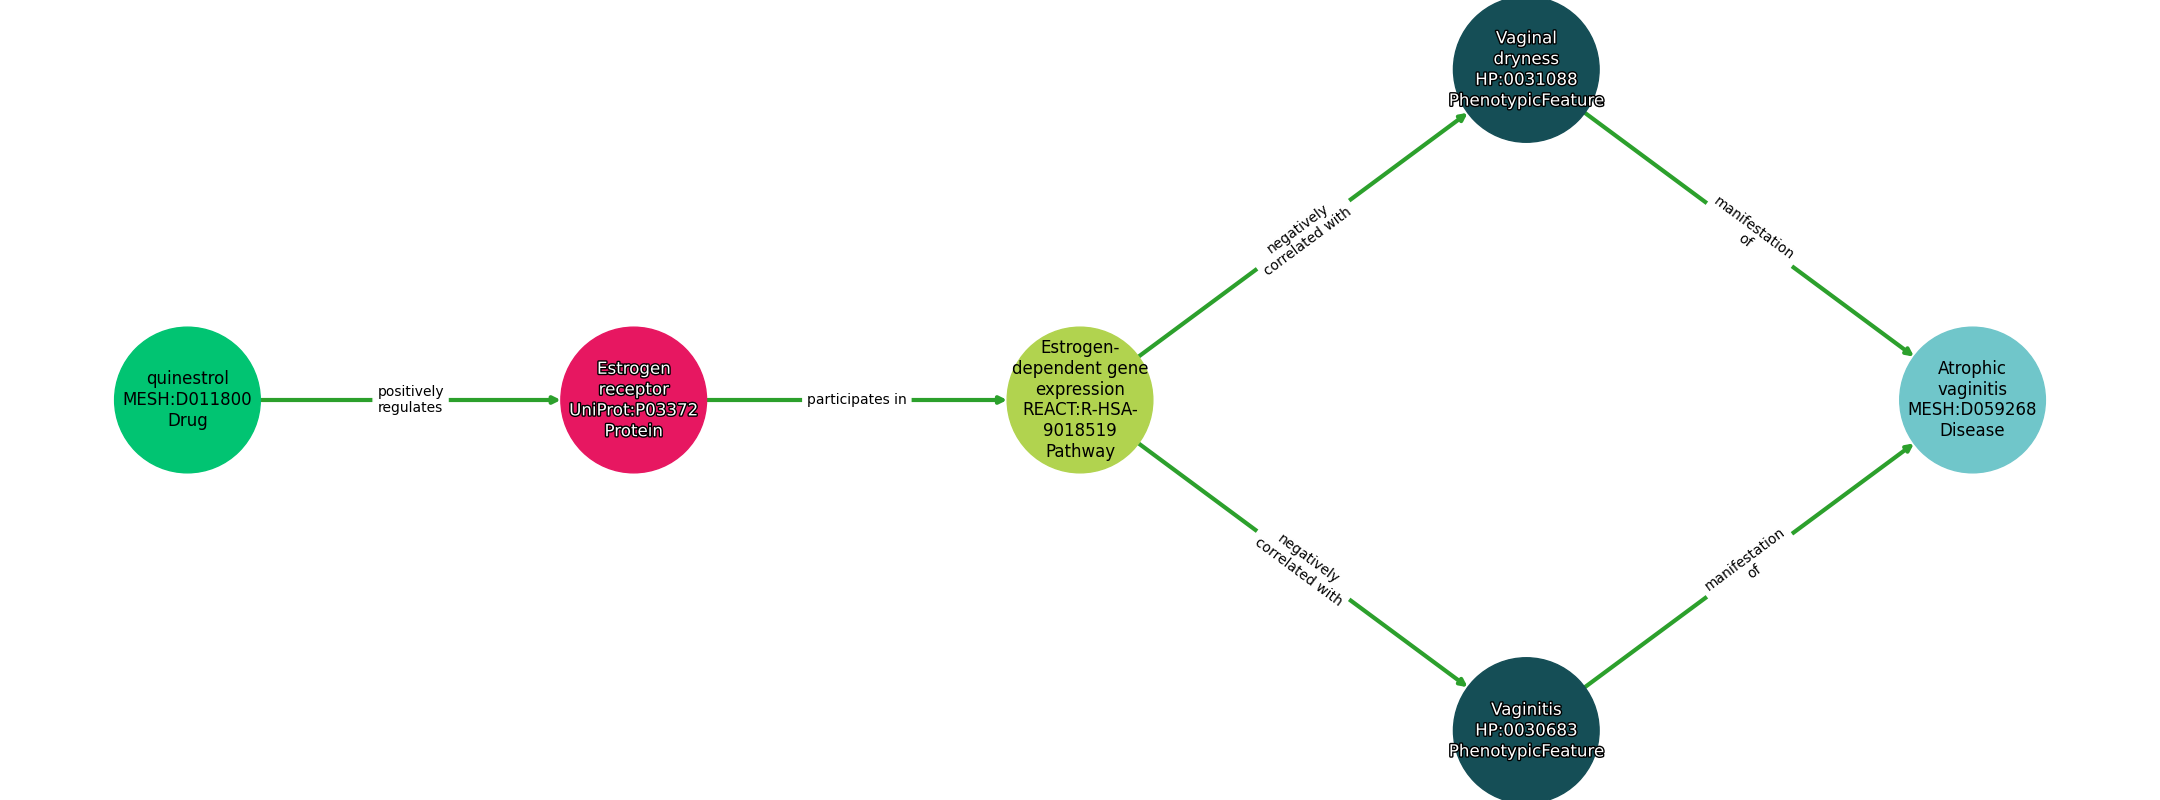 quinestrol
MESH:D011800
Drug
positively
regulates
Estrogen
receptor
UniProt:P03372
Protein
participates in
Estrogen-
dependent gene
expression
REACT:R-HSA-
9018519
Pathway
negatively
correlated with
Vaginal
dryness
HP:0031088
PhenotypicFeature
manifestation
of
negatively
correlated with
Vaginitis
HP:0030683
PhenotypicFeature
manifestation
of
Atrophic
vaginitis
MESH:D059268
Disease